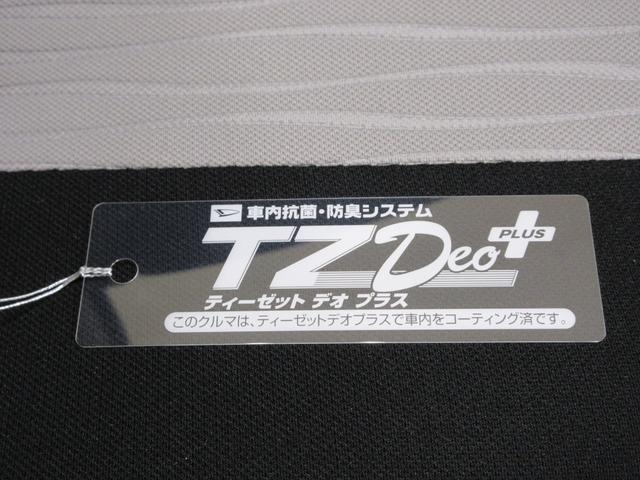 車内抗菌・防臭システム
TZ Deo PLUS
ティーゼット デオ プラス
このクルマは、ティーゼットデオプラスで車内をコーティング済です。